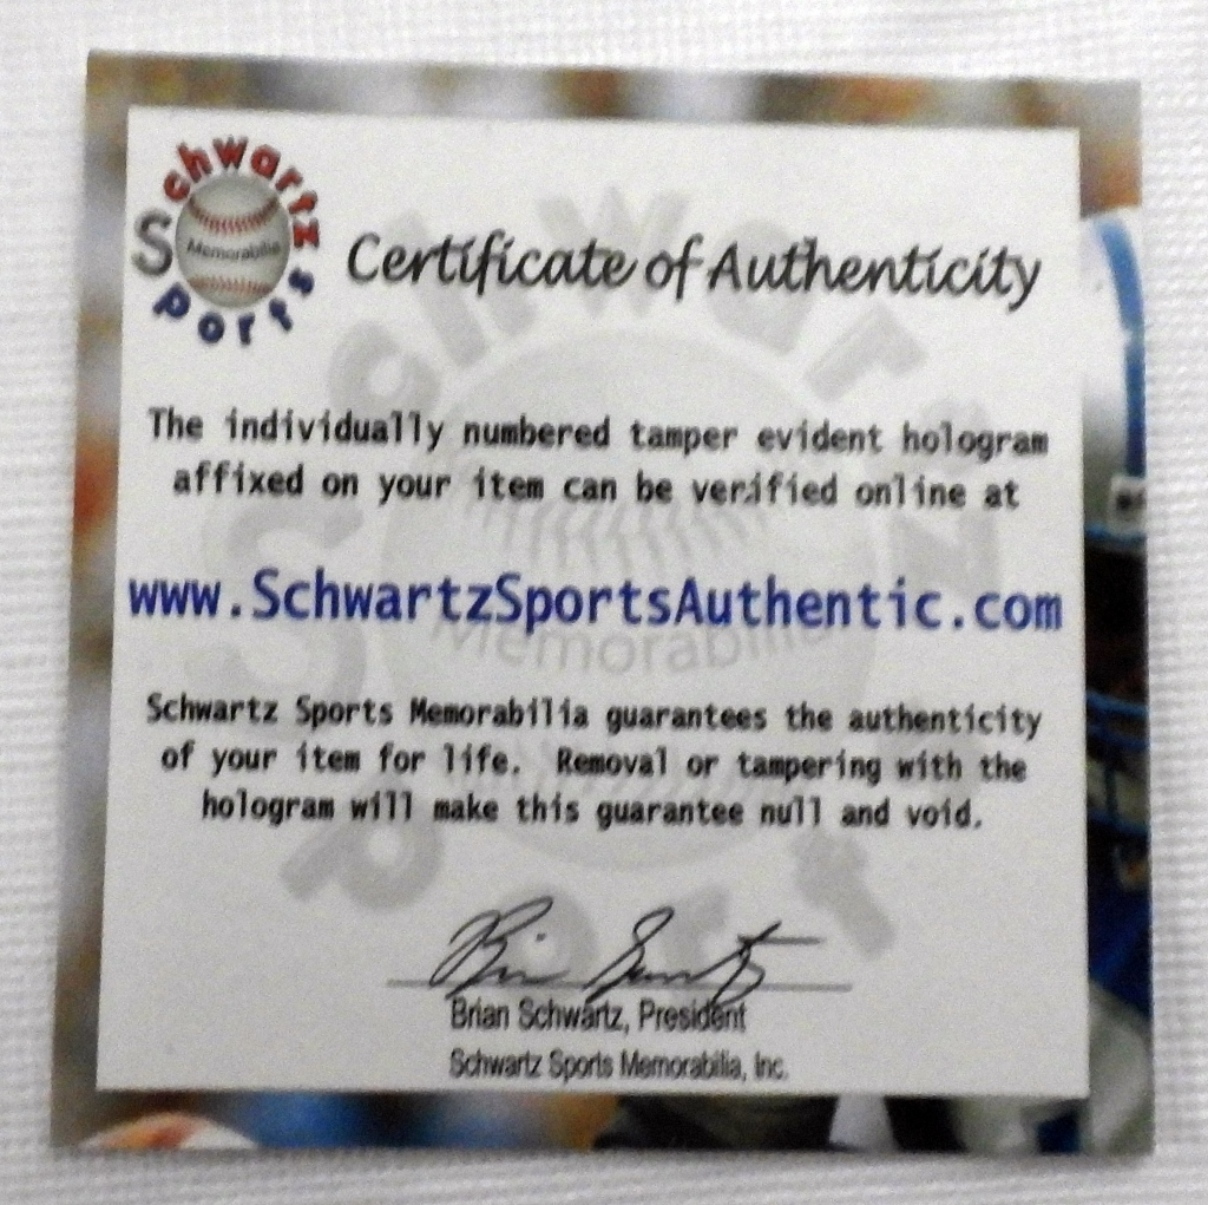 Schwartz
Sports
Memorabilia
Certificate of Authenticity
The individually numbered tamper evident hologram
affixed on your item can be verified online at
www.SchwartzSportsAuthentic.com
Schwartz Sports Memorabilia guarantees the authenticity
of your item for life. Removal or tampering with the
hologram will make this guarantee null and void.
Brian Schwartz
Brian Schwartz, President
Schwartz Sports Memorabilia, Inc.